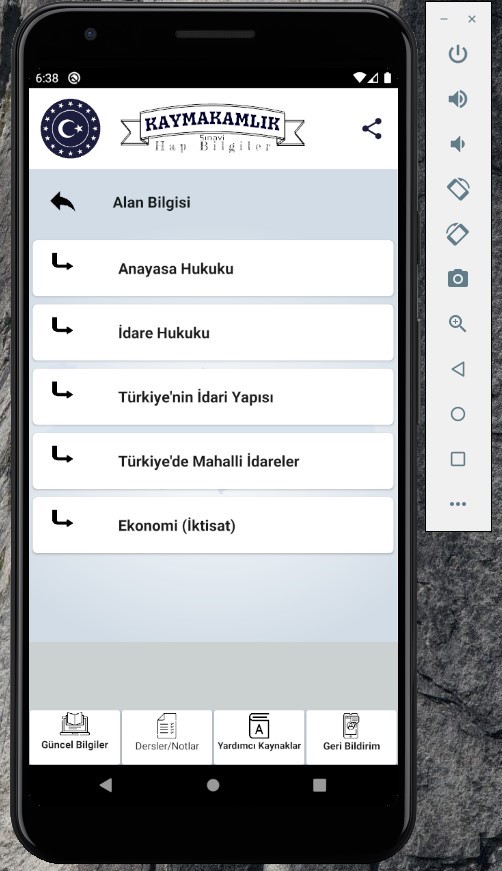 6:38
KAYMAKAMLIK
Sınavı
Hap Bilgiler
Alan Bilgisi
Anayasa Hukuku
İdare Hukuku
Türkiye'nin İdari Yapısı
Türkiye'de Mahalli İdareler
Ekonomi (İktisat)
A
Güncel Bilgiler
Dersler/Notlar
Yardımcı Kaynaklar
Geri Bildirim